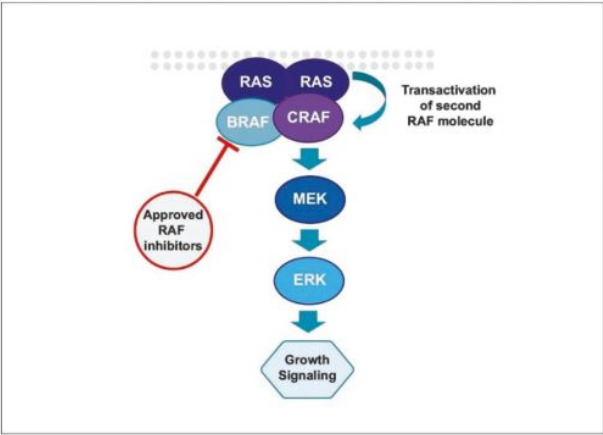 RAS RAS
BRAF CRAF
Transactivation
of second
RAF molecule
MEK
Approved
RAF
inhibitors
ERK
Growth
Signaling